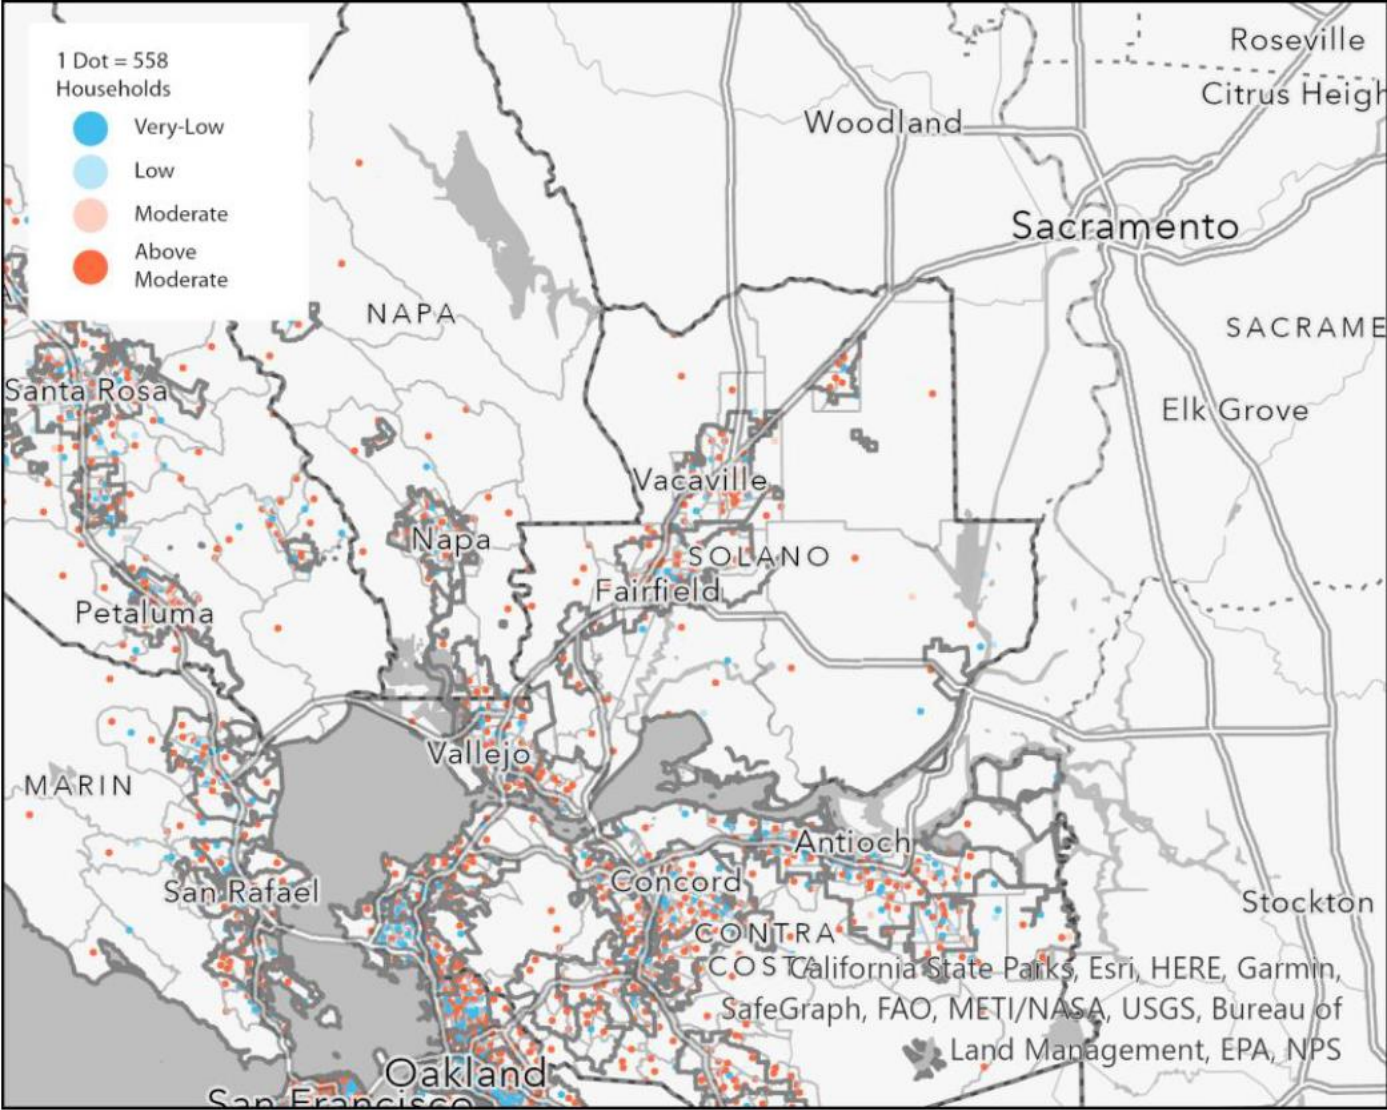 1 Dot = 558
Households
Very-Low
Low
Moderate
Above
Moderate
Roseville
Citrus Heigh
Woodland
Sacramento
NAPA
SACRAME
Santa Rosa
Elk Grove
Vacaville
Napa
SOLANO
Fairfield
Petaluma
Vallejo
MARIN
Antioch
San Rafael
Concord
Stockton
CONTRA
COSTA
California State Parks, Esri, HERE, Garmin,
SafeGraph, FAO, METI/NASA, USGS, Bureau of
Land Management, EPA, NPS
Oakland
San Francisco